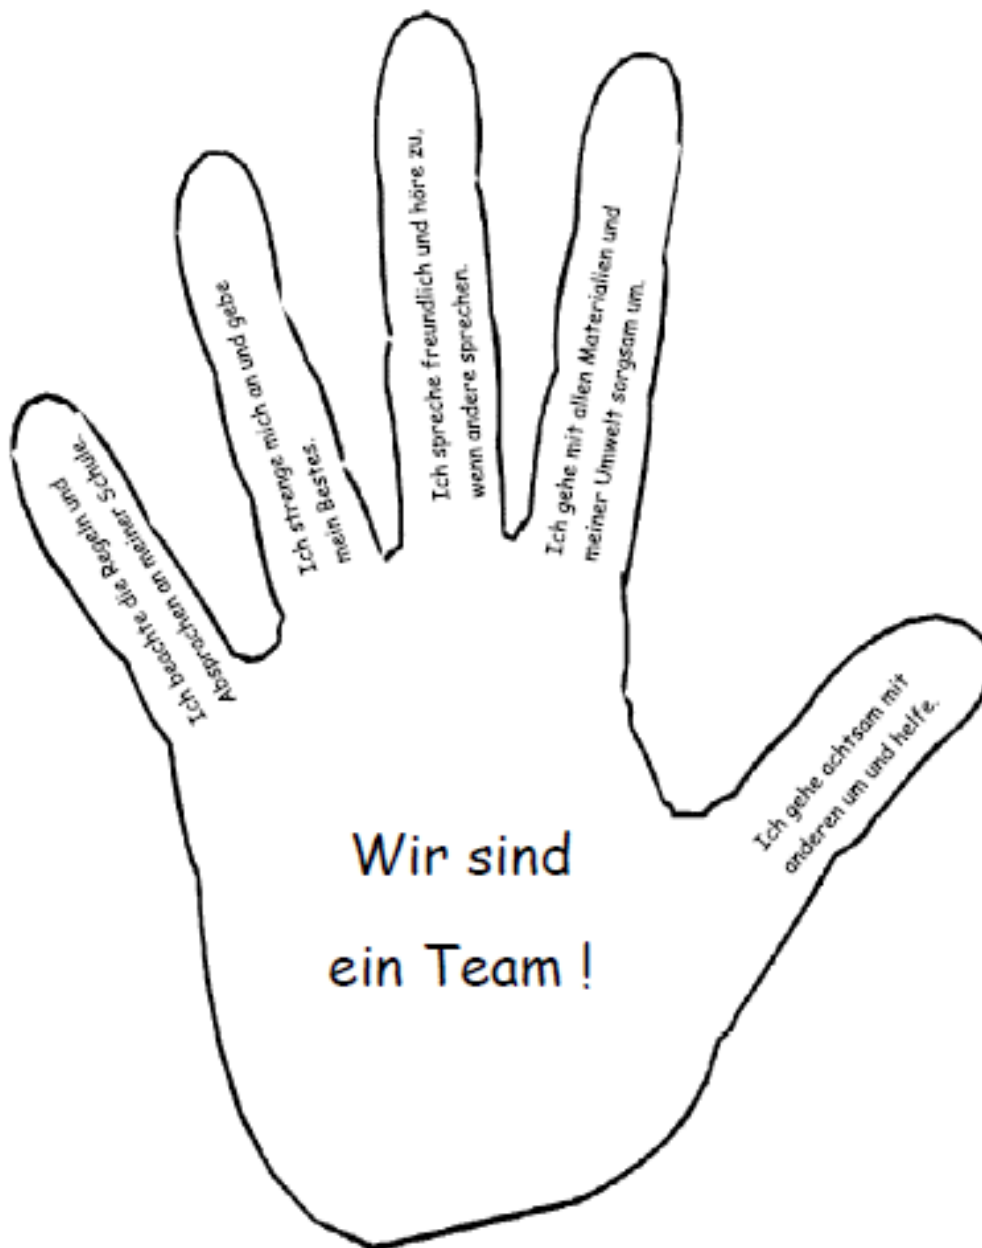 Ich beachte die Regeln und
Absprachen an meiner Schule.
Ich strenge mich an und gebe
mein Bestes.
Ich spreche freundlich und höre zu,
wenn andere sprechen.
Ich gehe mit allen Materialien und
meiner Umwelt sorgsam um.
Ich gehe achtsam mit
anderen um und helfe.
Wir sind
ein Team !